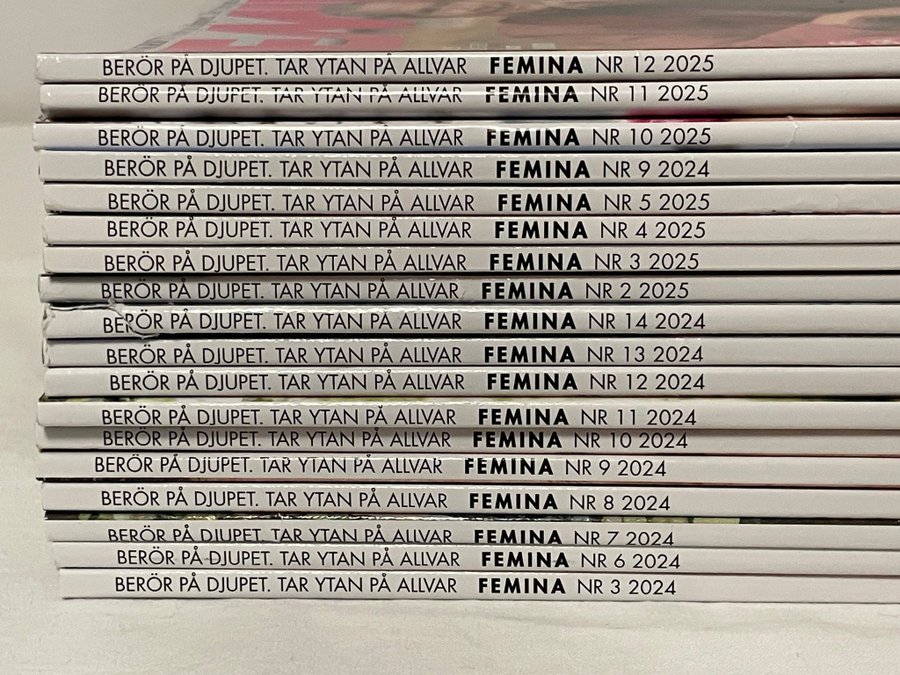 BERÖR PÅ DJUPET. TAR YTAN PÅ ALLVAR FEMINA NR 12 2025
BERÖR PÅ DJUPET. TAR YTAN PÅ ALLVAR FEMINA NR 11 2025
BERÖR PÅ DJUPET. TAR YTAN PÅ ALLVAR FEMINA NR 10 2025
BERÖR PÅ DJUPET. TAR YTAN PÅ ALLVAR FEMINA NR 9 2024
BERÖR PÅ DJUPET. TAR YTAN PÅ ALLVAR FEMINA NR 5 2025
BERÖR PÅ DJUPET. TAR YTAN PÅ ALLVAR FEMINA NR 4 2025
BERÖR PÅ DJUPET. TAR YTAN PÅ ALLVAR FEMINA NR 3 2025
BERÖR PÅ DJUPET. TAR YTAN PÅ ALLVAR FEMINA NR 2 2025
BERÖR PÅ DJUPET. TAR YTAN PÅ ALLVAR FEMINA NR 14 2024
BERÖR PÅ DJUPET. TAR YTAN PÅ ALLVAR FEMINA NR 13 2024
BERÖR PÅ DJUPET. TAR YTAN PÅ ALLVAR FEMINA NR 12 2024
BERÖR PÅ DJUPET. TAR YTAN PÅ ALLVAR FEMINA NR 11 2024
BERÖR PÅ DJUPET. TAR YTAN PÅ ALLVAR FEMINA NR 10 2024
BERÖR PÅ DJUPET. TAR YTAN PÅ ALLVAR FEMINA NR 9 2024
BERÖR PÅ DJUPET. TAR YTAN PÅ ALLVAR FEMINA NR 8 2024
BERÖR PÅ DJUPET. TAR YTAN PÅ ALLVAR FEMINA NR 7 2024
BERÖR PÅ DJUPET. TAR YTAN PÅ ALLVAR FEMINA NR 6 2024
BERÖR PÅ DJUPET. TAR YTAN PÅ ALLVAR FEMINA NR 3 2024